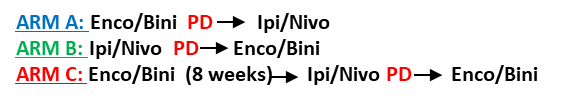 ARM A: Enco/Bini PD → Ipi/Nivo
ARM B: Ipi/Nivo PD → Enco/Bini
ARM C: Enco/Bini (8 weeks) → Ipi/Nivo PD → Enco/Bini